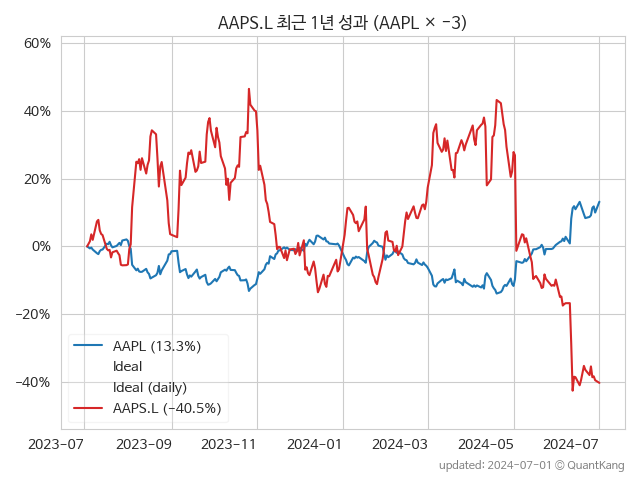 AAPS.L 최근 1년 성과 (AAPL × −3)
60%
40%
20%
0%
−20%
−40%
AAPL (13.3%)
Ideal
Ideal (daily)
AAPS.L (−40.5%)
2023-07 2023-09 2023-11 2024-01 2024-03 2024-05 2024-07
updated: 2024-07-01 © QuantKang